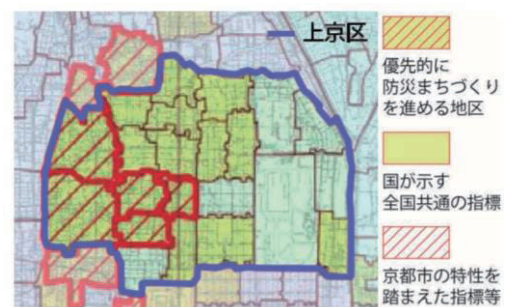 上京区
優先的に
防災まちづくり
を進める地区
国が示す
全国共通の指標
京都市の特性を
踏まえた指標等